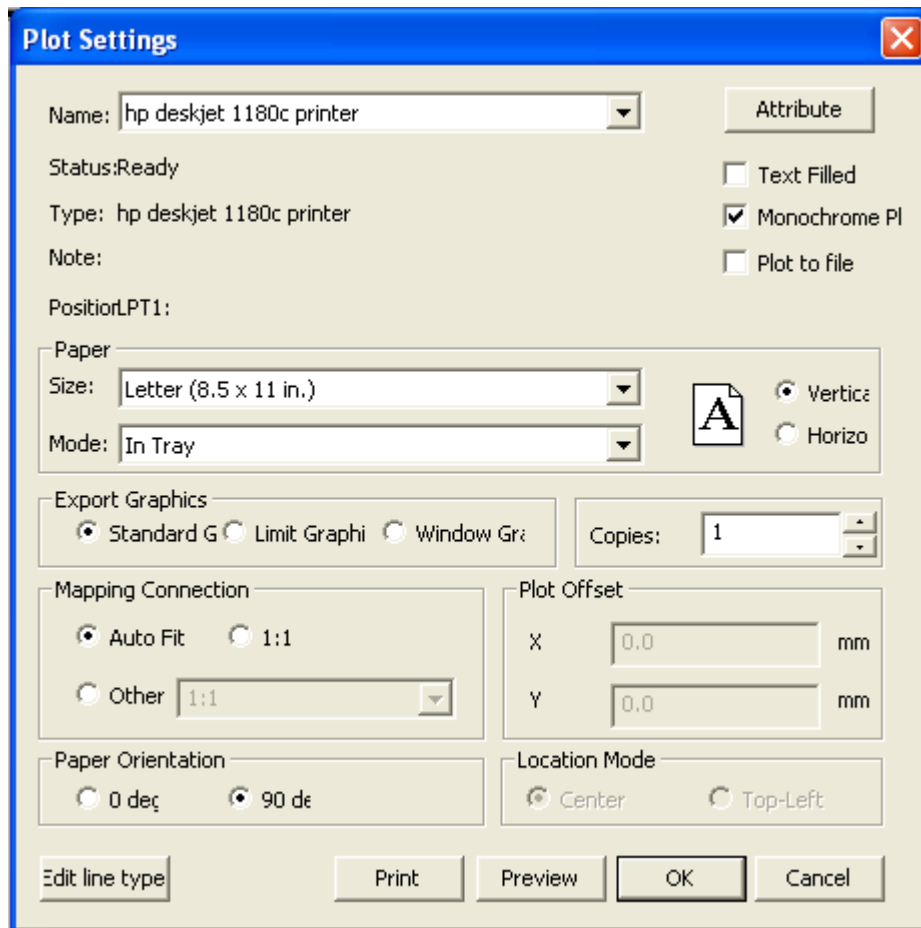 Plot Settings
Name: hp deskjet 1180c printer
Attribute
Status:Ready
Text Filled
Type: hp deskjet 1180c printer
Monochrome Pl
Note:
Plot to file
Position LPT1:
Paper
Size: Letter (8.5 x 11 in.)
A
Vertica
Mode: In Tray
Horizo
Export Graphics
Standard G Limit Graphi Window Gra
Copies: 1
Mapping Connection
Auto Fit 1:1
Other 1:1
Plot Offset
X 0.0 mm
Y 0.0 mm
Paper Orientation
0 deg 90 de
Location Mode
Center Top-Left
Edit line type Print Preview OK Cancel